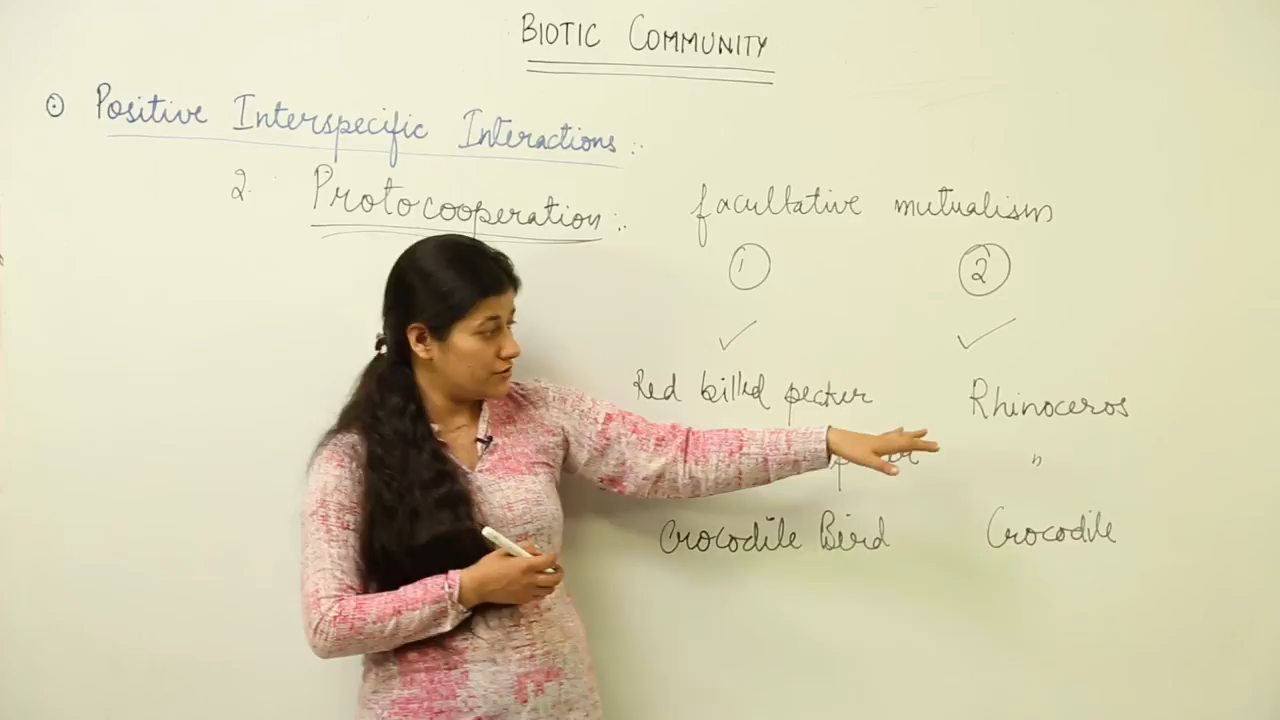 BIOTIC COMMUNITY
Positive Interspecific Interactions :-
2. Protocooperation :-
facultative mutualism
1 2
Red billed pecker Rhinoceros
"
Crocodile Bird Crocodile